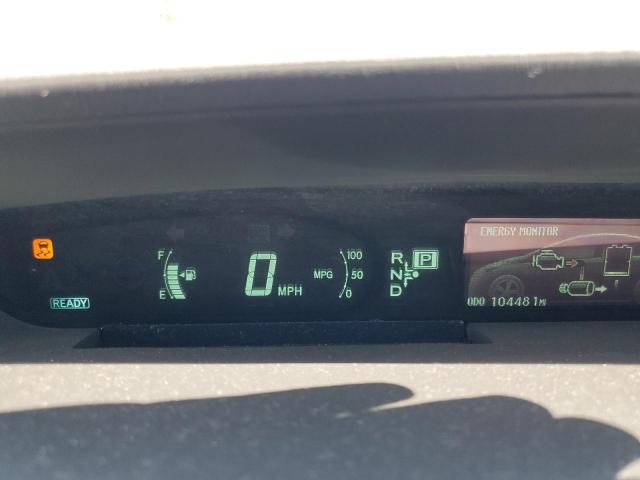 ENERGY MONITOR
F
100
R
P
0
MPH
MPG
50
N
E
0
D
READY
ODO 104481 MI